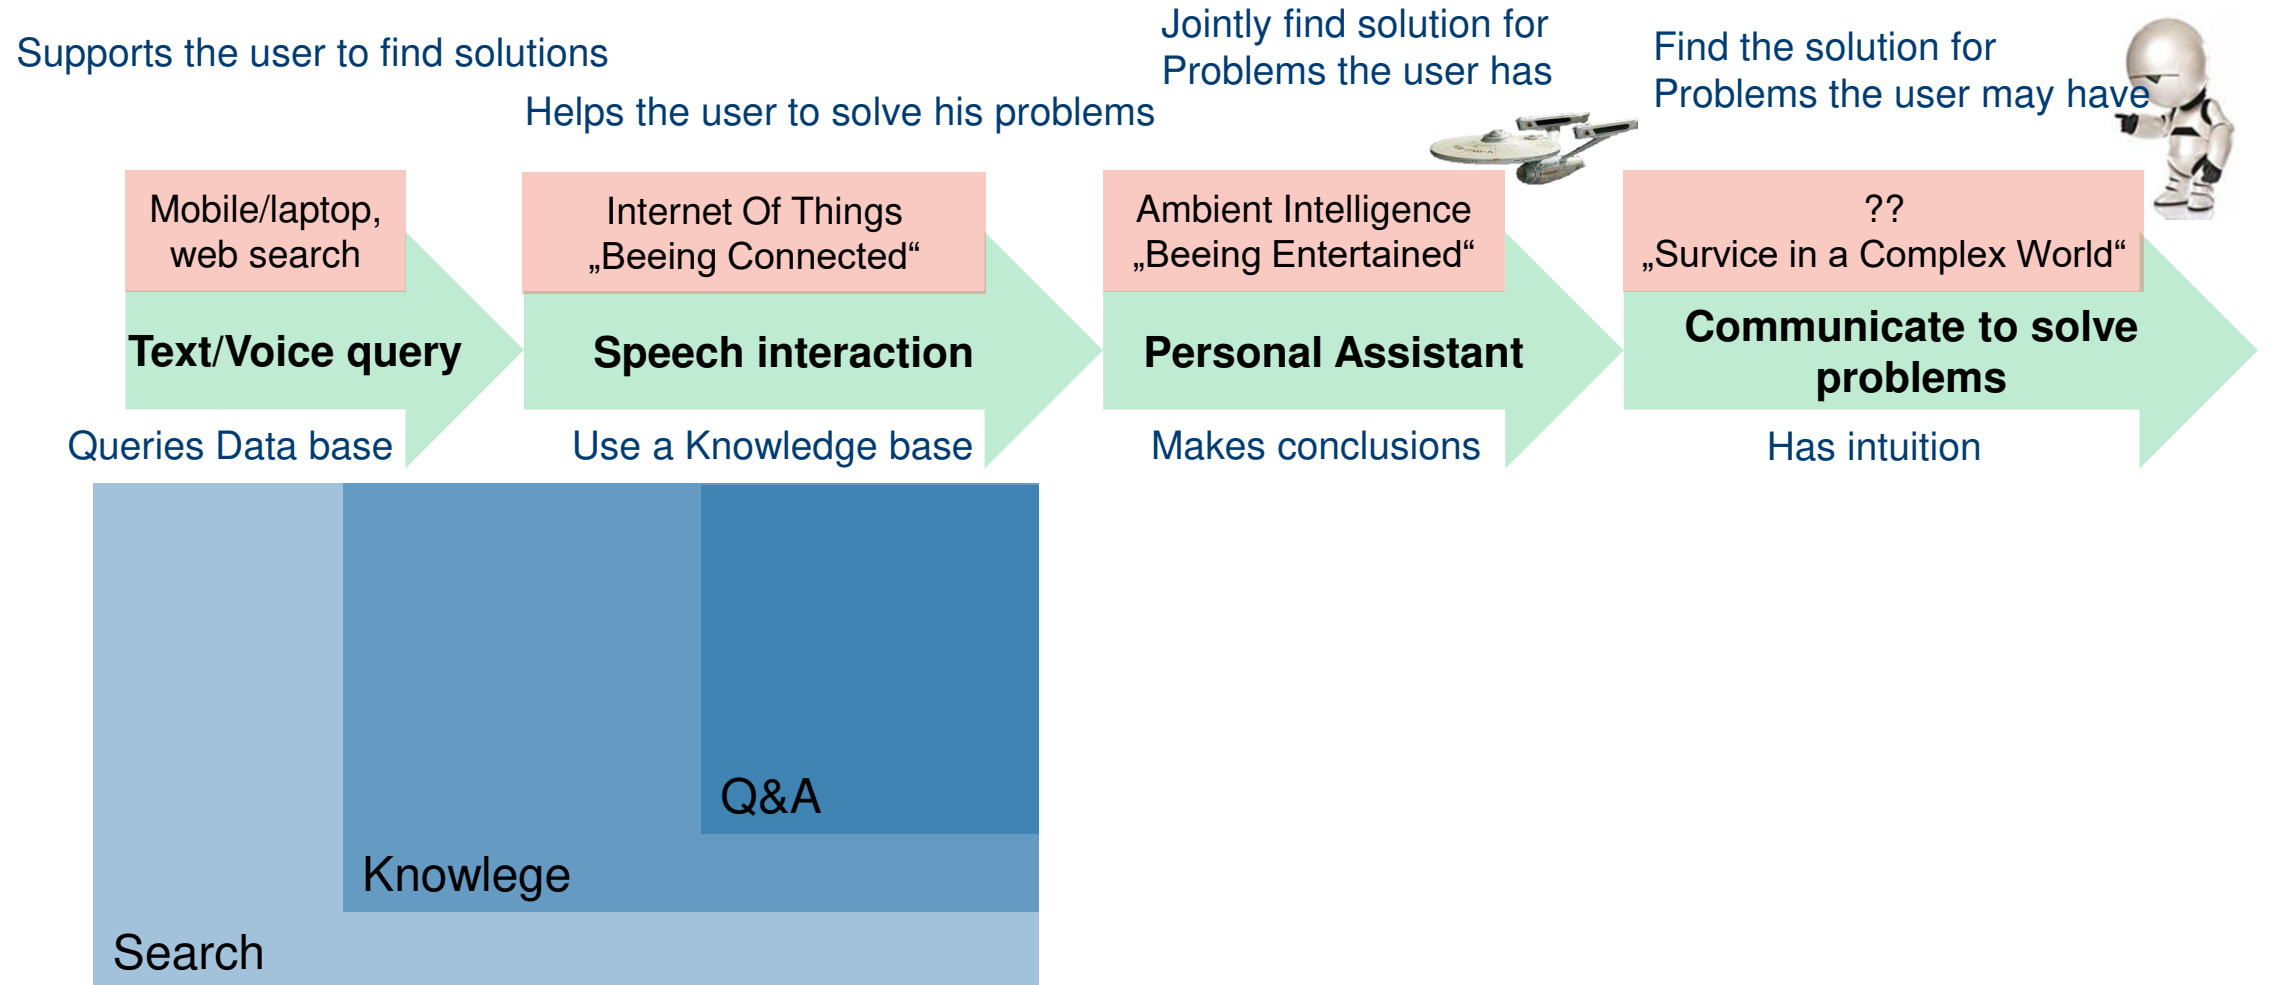 Supports the user to find solutions
Helps the user to solve his problems
Jointly find solution for
Problems the user has
Find the solution for
Problems the user may have
Mobile/laptop,
web search
Internet Of Things
„Beeing Connected“
Ambient Intelligence
„Beeing Entertained“
??
„Survice in a Complex World“
Text/Voice query
Speech interaction
Personal Assistant
Communicate to solve
problems
Queries Data base
Use a Knowledge base
Makes conclusions
Has intuition
Q&A
Knowlege
Search